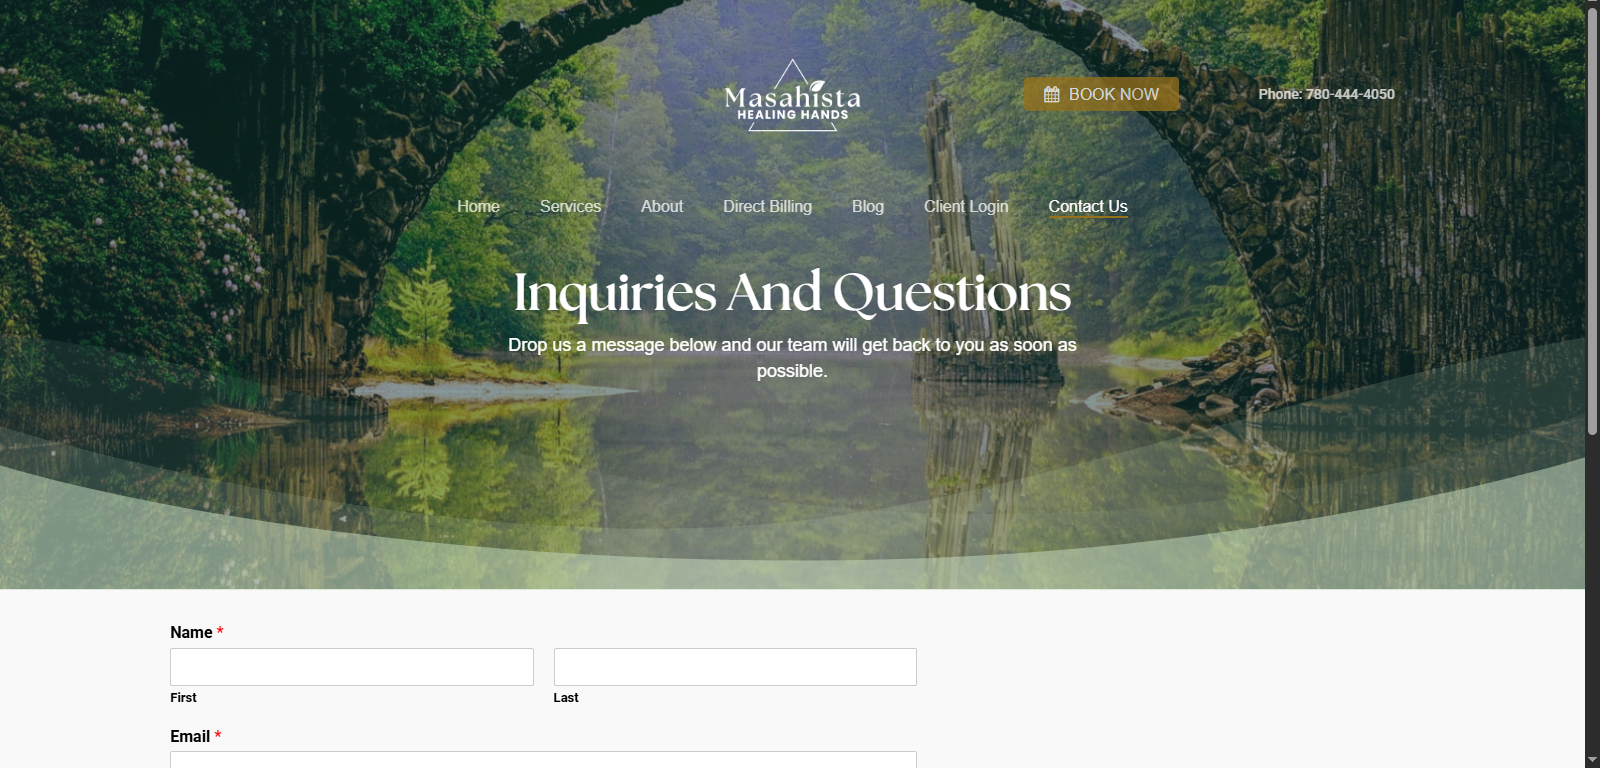 Masahista
HEALING HANDS
BOOK NOW
Phone: 780-444-4050
Home
Services
About
Direct Billing
Blog
Client Login
Contact Us
Inquiries And Questions
Drop us a message below and our team will get back to you as soon as
possible.
Name *
First
Last
Email *